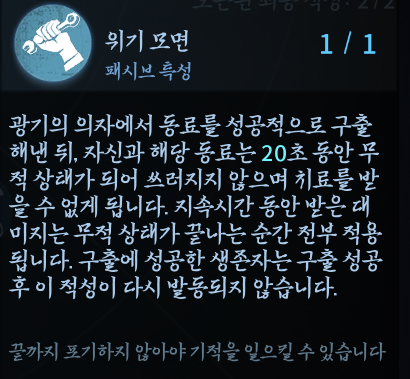 위기 모면
1 / 1
패시브 특성
광기의 의자에서 동료를 성공적으로 구출
해낸 뒤, 자신과 해당 동료는 20초 동안 무
적 상태가 되어 쓰러지지 않으며 치료를 받
을 수 없게 됩니다. 지속시간 동안 받은 대
미지는 무적 상태가 끝나는 순간 전부 적용
됩니다. 구출에 성공한 생존자는 구출 성공
후 이 적성이 다시 발동되지 않습니다.
끝까지 포기하지 않아야 기적을 일으킬 수 있습니다